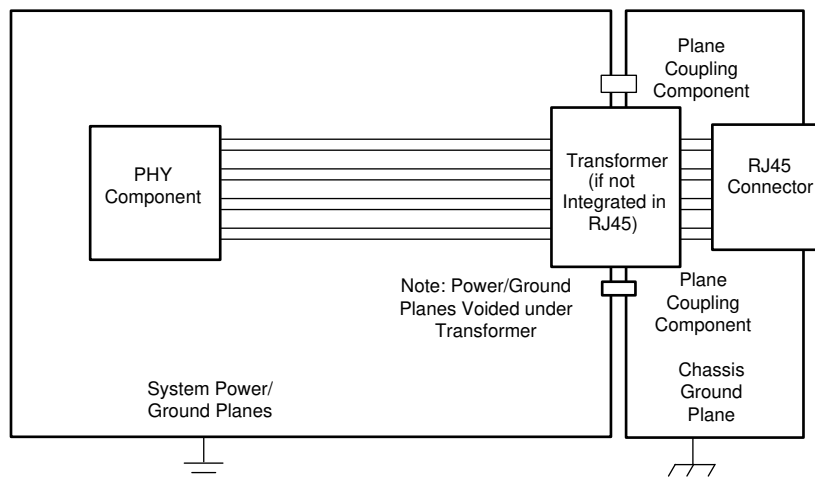 Plane
Coupling
Component
PHY
Component
Transformer
(if not
Integrated in
RJ45)
RJ45
Connector
Note: Power/Ground
Planes Voided under
Transformer
Plane
Coupling
Component
System Power/
Ground Planes
Chassis
Ground
Plane